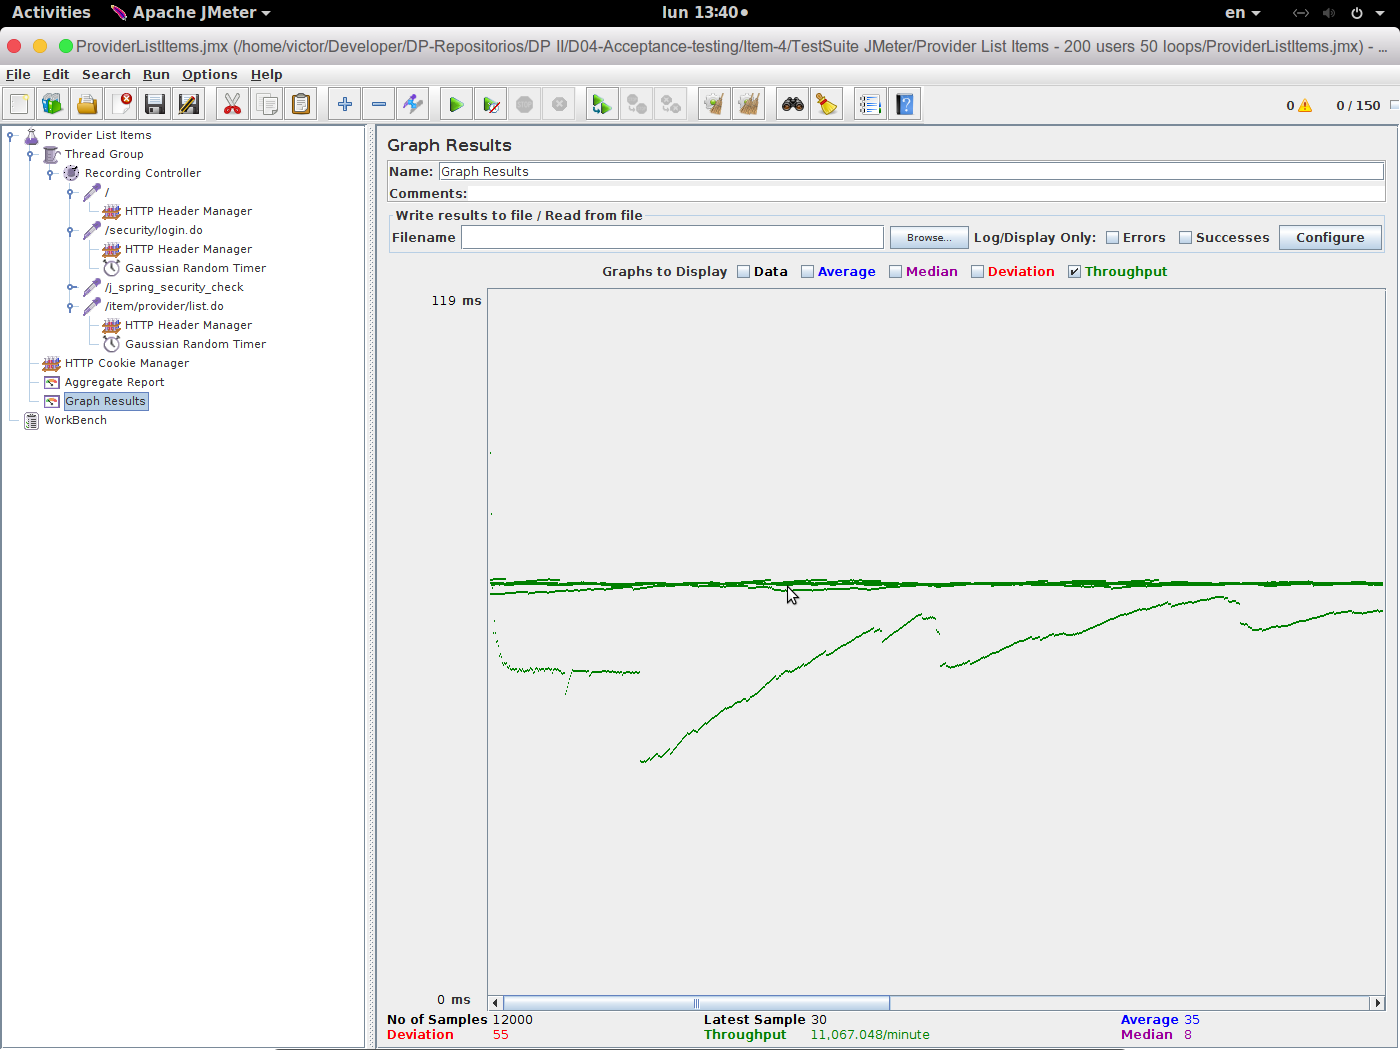 Activities Apache JMeter lun 13:40 en
ProviderListItems.jmx (/home/victor/Developer/DP-Repositorios/DP II/D04-Acceptance-testing/Item-4/TestSuite JMeter/Provider List Items - 200 users 50 loops/ProviderListItems.jmx) - ...
File Edit Search Run Options Help
0 0 / 150
Provider List Items
Thread Group
Recording Controller
/
HTTP Header Manager
/security/login.do
HTTP Header Manager
Gaussian Random Timer
/j_spring_security_check
/item/provider/list.do
HTTP Header Manager
Gaussian Random Timer
HTTP Cookie Manager
Aggregate Report
Graph Results
WorkBench
Graph Results
Name: Graph Results
Comments:
Write results to file / Read from file
Filename Browse... Log/Display Only: Errors Successes Configure
Graphs to Display Data Average Median Deviation Throughput
119 ms
0 ms
No of Samples 12000 Latest Sample 30 Average 35
Deviation 55 Throughput 11,067.048/minute Median 8